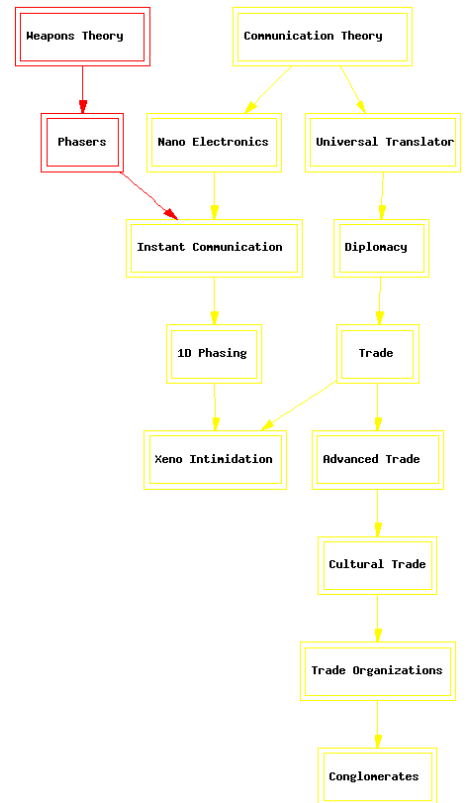 Weapons Theory
Communication Theory
Phasers
Nano Electronics
Universal Translator
Instant Communication
Diplomacy
1D Phasing
Trade
Xeno Intimidation
Advanced Trade
Cultural Trade
Trade Organizations
Conglomerates